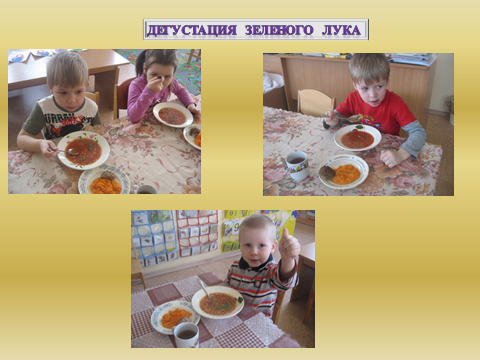 ДЕГУСТАЦИЯ ЗЕЛЕНОГО ЛУКА